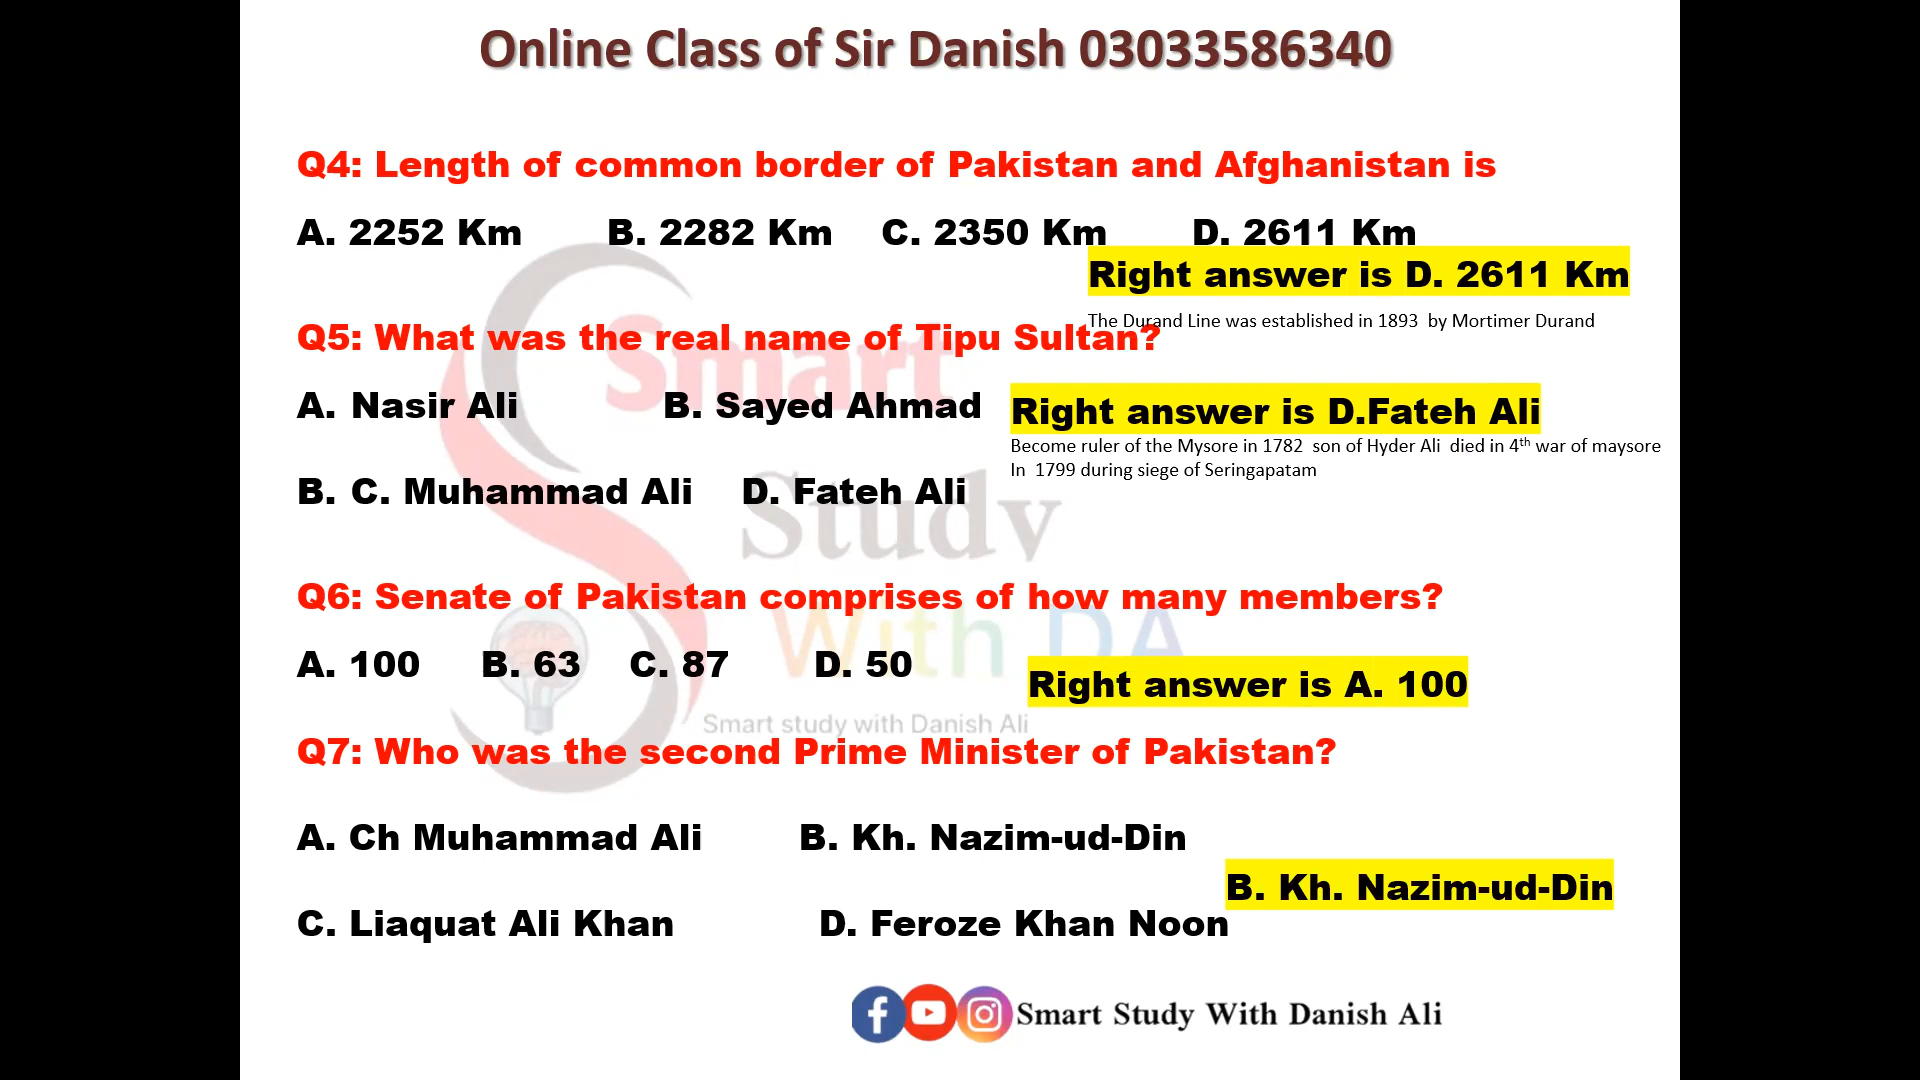 Online Class of Sir Danish 03033586340
Q4: Length of common border of Pakistan and Afghanistan is
A. 2252 Km B. 2282 Km C. 2350 Km D. 2611 Km
Right answer is D. 2611 Km
The Durand Line was established in 1893 by Mortimer Durand
Q5: What was the real name of Tipu Sultan?
A. Nasir Ali B. Sayed Ahmad
Right answer is D.Fateh Ali
Become ruler of the Mysore in 1782 son of Hyder Ali died in 4th war of maysore
In 1799 during siege of Seringapatam
B. C. Muhammad Ali D. Fateh Ali
Q6: Senate of Pakistan comprises of how many members?
A. 100 B. 63 C. 87 D. 50
Right answer is A. 100
Q7: Who was the second Prime Minister of Pakistan?
A. Ch Muhammad Ali B. Kh. Nazim-ud-Din
B. Kh. Nazim-ud-Din
C. Liaquat Ali Khan D. Feroze Khan Noon
Smart
Study
With DA
Smart study with Danish Ali
Smart Study With Danish Ali